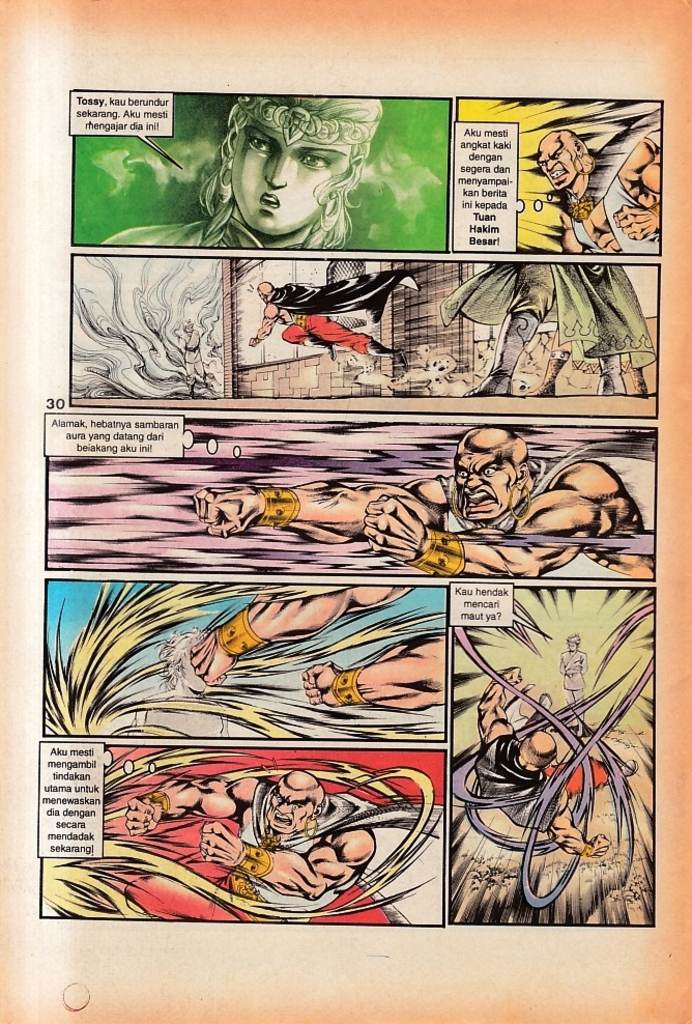 Tossy, kau berundur
sekarang. Aku mesti
mengajar dia ini!
Aku mesti
angkat kaki
dengan
segera dan
menyampai-
kan berita
ini kepada
Tuan
Hakim
Besar!
30
Alamak, hebatnya sambaran
aura yang datang dari
belakang aku ini!
Kau hendak
mencari
maut ya?
Aku mesti
mengambil
tindakan
utama untuk
menewaskan
dia dengan
secara
mendadak
sekarang!